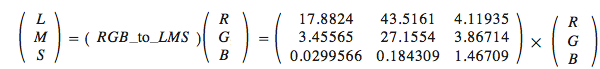 ( L M S ) = ( RGB_to_LMS ) ( R G B ) = ( 17.8824 43.5161 4.11935 3.45565 27.1554 3.86714 0.0299566 0.184309 1.46709 ) × ( R G B )